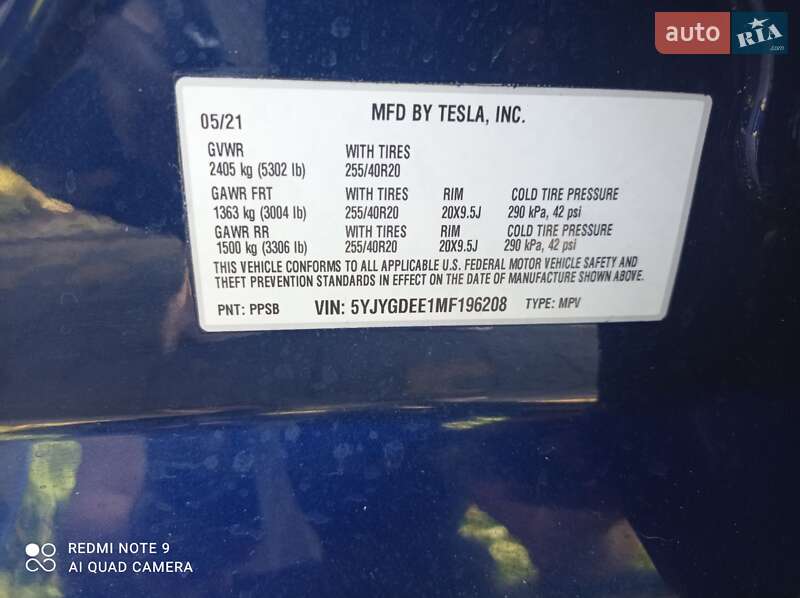 auto RIA.com
MFD BY TESLA, INC.
05/21
GVWR WITH TIRES
2405 kg (5302 lb) 255/40R20
GAWR FRT WITH TIRES RIM COLD TIRE PRESSURE
1363 kg (3004 lb) 255/40R20 20X9.5J 290 kPa, 42 psi
GAWR RR WITH TIRES RIM COLD TIRE PRESSURE
1500 kg (3306 lb) 255/40R20 20X9.5J 290 kPa, 42 psi
THIS VEHICLE CONFORMS TO ALL APPLICABLE U.S. FEDERAL MOTOR VEHICLE SAFETY AND
THEFT PREVENTION STANDARDS IN EFFECT ON THE DATE OF MANUFACTURE SHOWN ABOVE.
PNT: PPSB VIN: 5YJYGDEE1MF196208 TYPE: MPV
REDMI NOTE 9
AI QUAD CAMERA